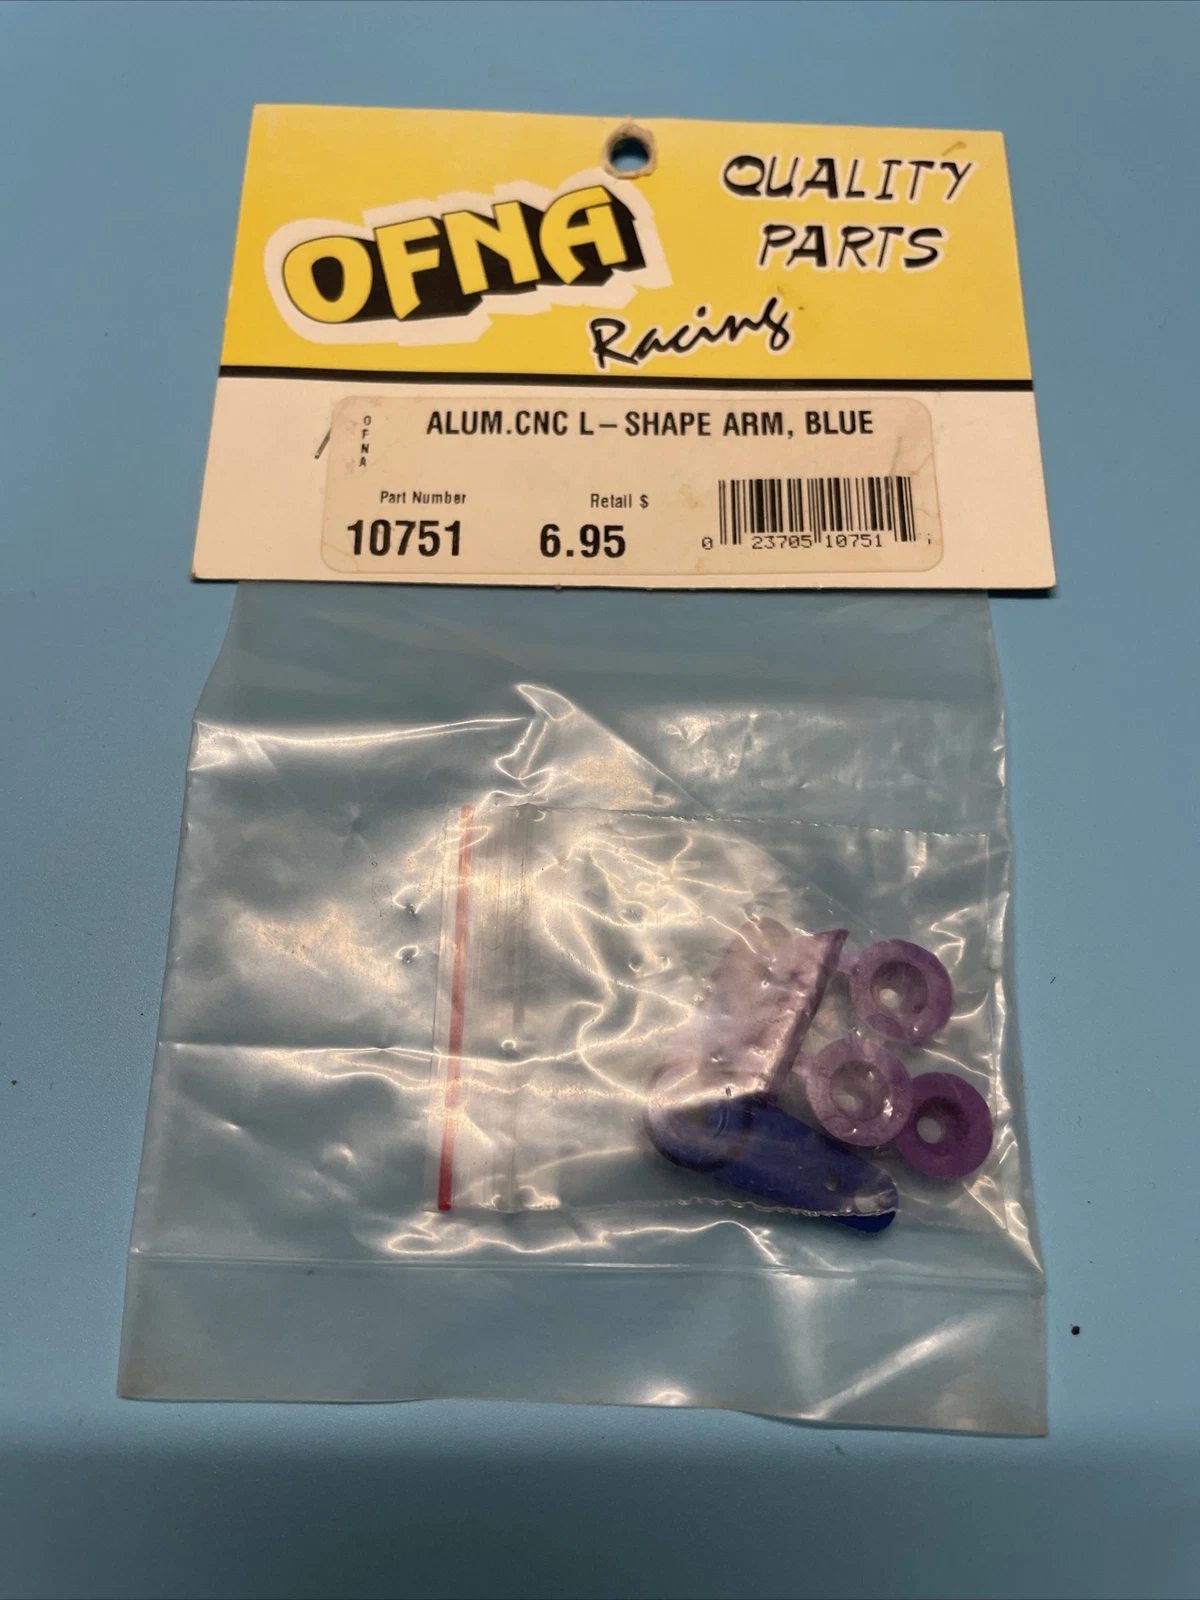 OFNA
Racing
QUALITY
PARTS
OFNA
ALUM.CNC L-SHAPE ARM, BLUE
Part Number
Retail $
10751
6.95
0 23705 10751